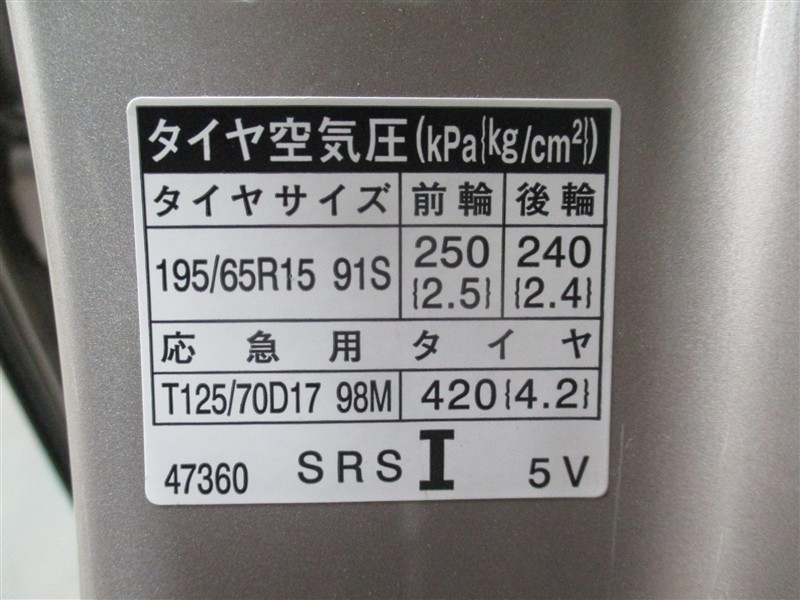 タイヤ空気圧(kPa{kg/cm²})
タイヤサイズ 前輪 後輪
195/65R15 91S 250 {2.5} 240 {2.4}
応急用タイヤ
T125/70D17 98M 420{4.2}
47360 SRS I 5V